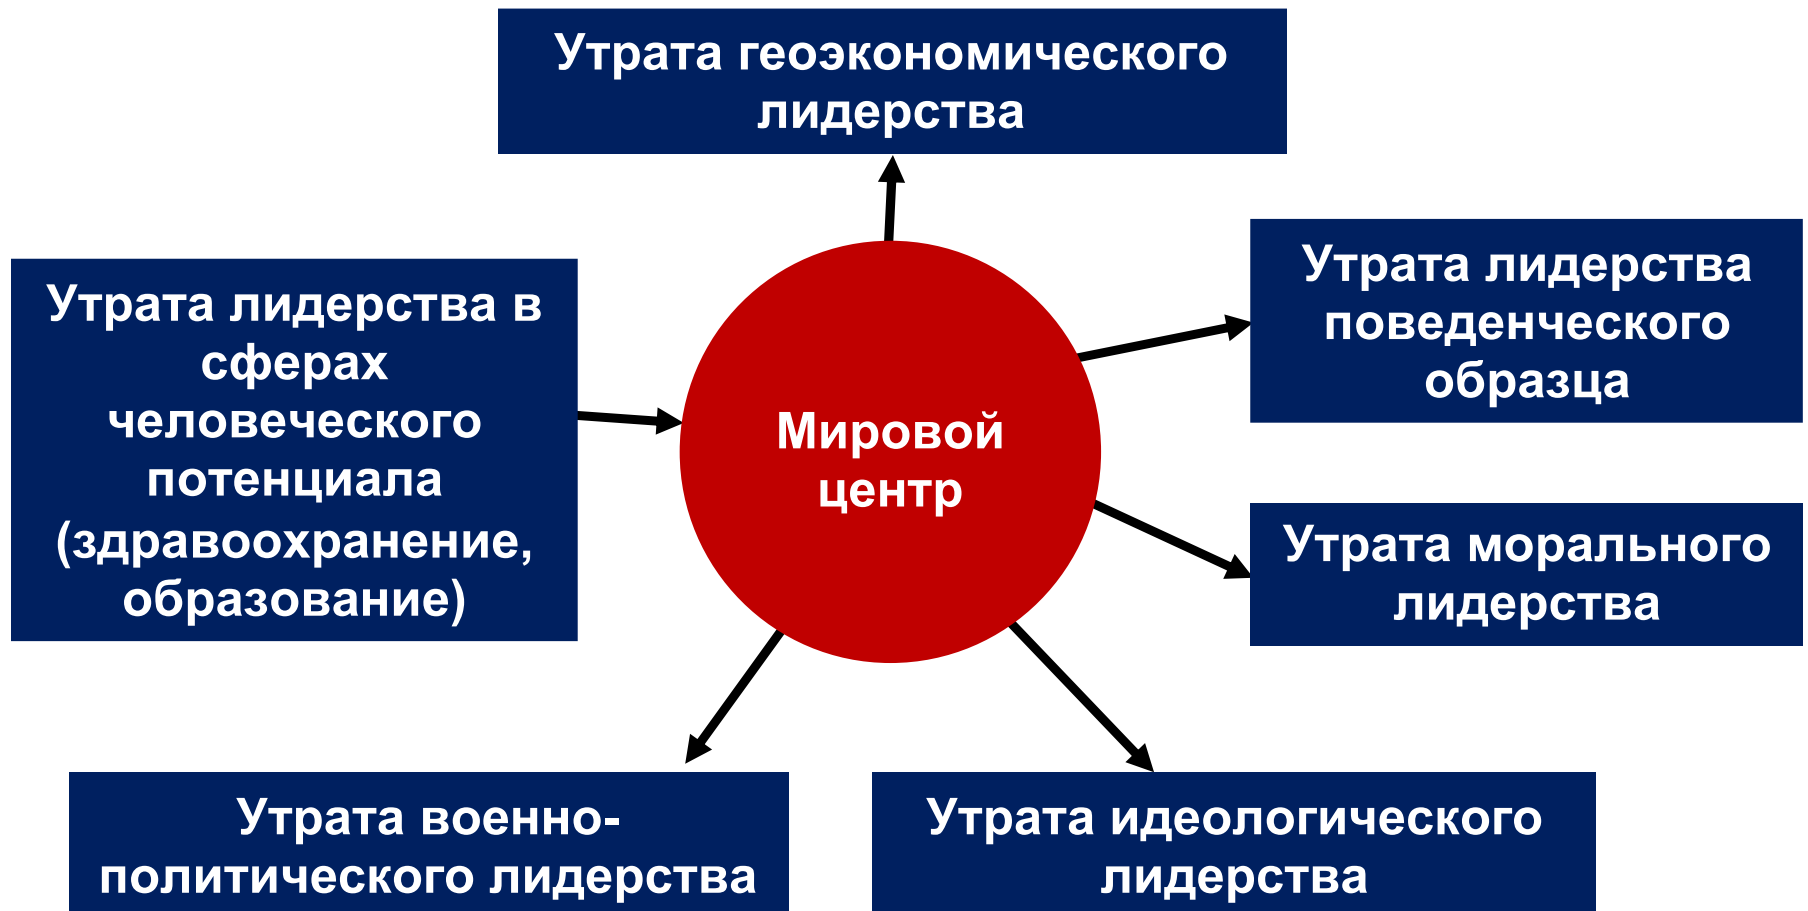 Утрата геоэкономического
лидерства
Утрата лидерства в
сферах
человеческого
потенциала
(здравоохранение,
образование)
Мировой
центр
Утрата лидерства
поведенческого
образца
Утрата морального
лидерства
Утрата военно-
политического лидерства
Утрата идеологического
лидерства